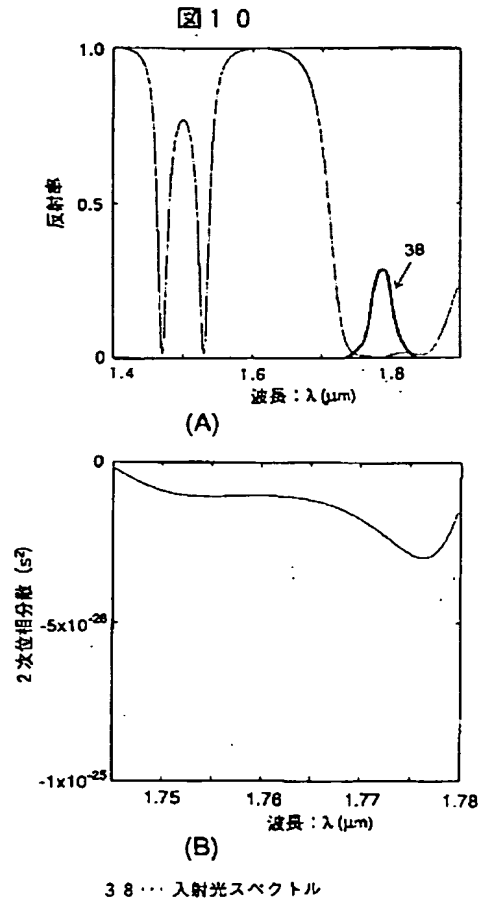 図10
1.0
0.5
0
反射率
38
1.4
1.6
1.8
波長：λ(μm)
(A)
0
-5x10⁻²⁶
-1x10⁻²⁵
2次位相分散 (s²)
1.75
1.76
1.77
1.78
波長：λ(μm)
(B)
38… 入射光スペクトル